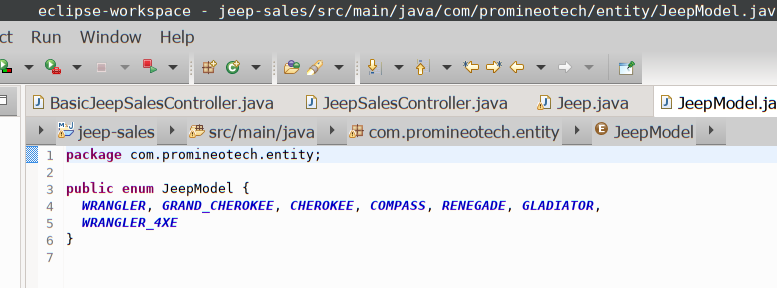 eclipse-workspace - jeep-sales/src/main/java/com/promineotech/entity/JeepModel.jav
ct Run Window Help
BasicJeepSalesController.java JeepSalesController.java Jeep.java JeepModel.ja
jeep-sales src/main/java com.promineotech.entity JeepModel
1 package com.promineotech.entity;
2
3 public enum JeepModel {
4 WRANGLER, GRAND_CHEROKEE, CHEROKEE, COMPASS, RENEGADE, GLADIATOR,
5 WRANGLER_4XE
6 }
7